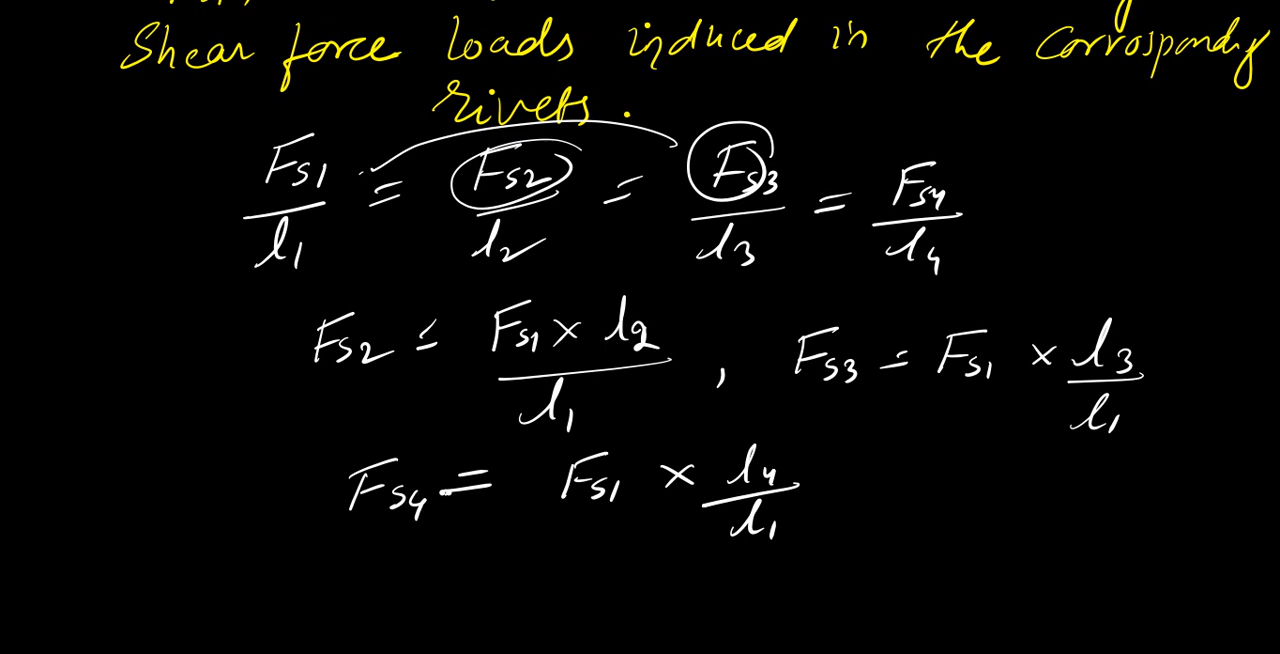 Shear force loads induced in the corrospondy
rivets.
Fs1/l1 = Fs2/l2 = Fs3/l3 = Fs4/l4
Fs2 = Fs1 × l2/l1 , Fs3 = Fs1 × l3/l1
Fs4 = Fs1 × l4/l1